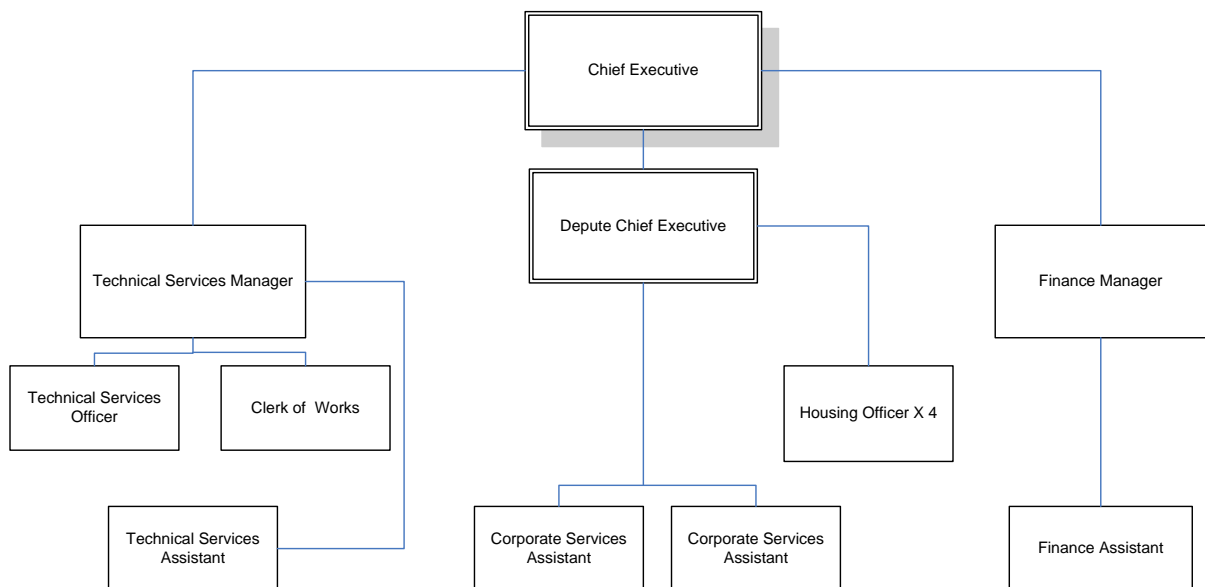 Chief Executive
Depute Chief Executive
Technical Services Manager
Finance Manager
Technical Services
Officer
Clerk of  Works
Housing Officer X 4
Technical Services
Assistant
Corporate Services
Assistant
Corporate Services
Assistant
Finance Assistant